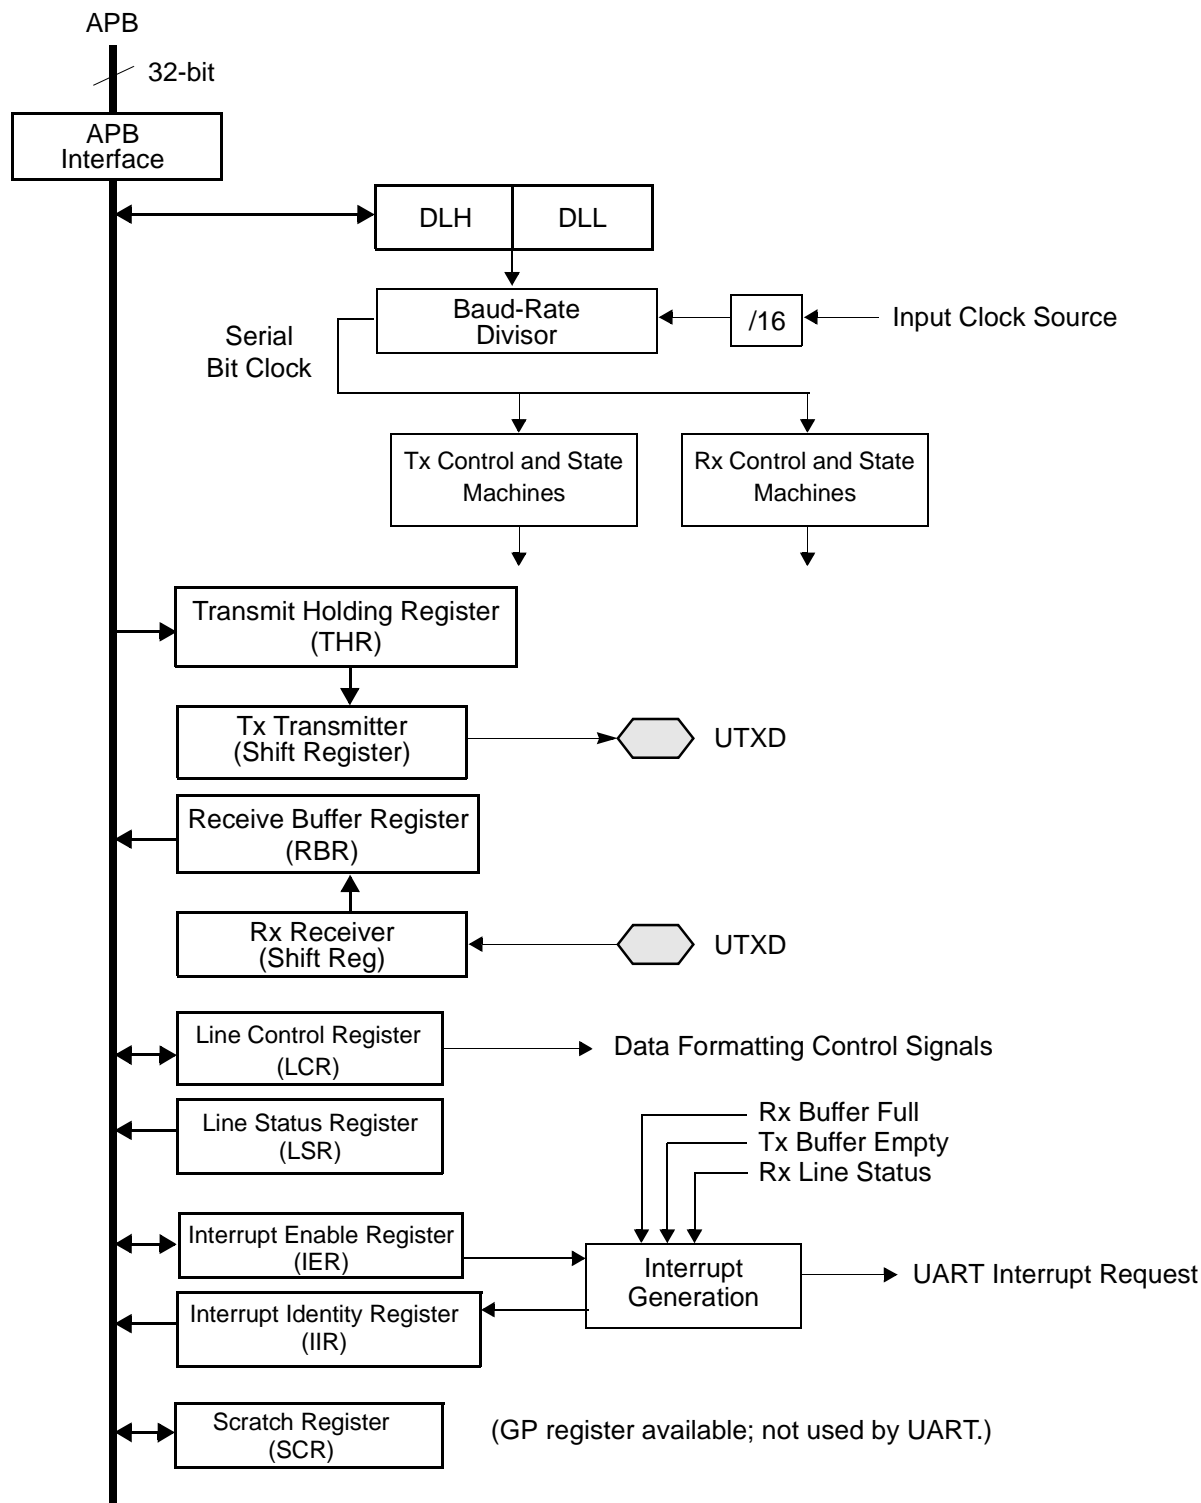 APB
32-bit
APB
Interface
DLH
DLL
Baud-Rate
Divisor
/16
Input Clock Source
Serial
Bit Clock
Tx Control and State
Machines
Rx Control and State
Machines
Transmit Holding Register
(THR)
Tx Transmitter
(Shift Register)
UTXD
Receive Buffer Register
(RBR)
Rx Receiver
(Shift Reg)
UTXD
Line Control Register
(LCR)
Data Formatting Control Signals
Line Status Register
(LSR)
Rx Buffer Full
Tx Buffer Empty
Rx Line Status
Interrupt Enable Register
(IER)
Interrupt
Generation
UART Interrupt Request
Interrupt Identity Register
(IIR)
Scratch Register
(SCR)
(GP register available; not used by UART.)